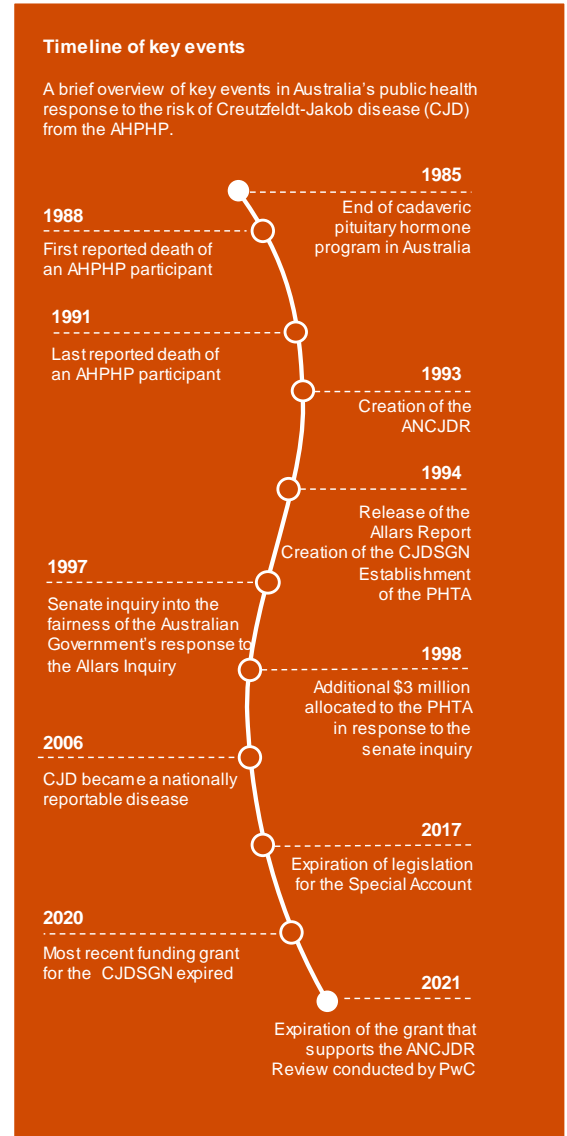 Timeline of key events
A brief overview of key events in Australia's public health
response to the risk of Creutzfeldt-Jakob disease (CJD)
from the AHPHP.
1985
End of cadaveric
pituitary hormone
program in Australia
1988
First reported death of
an AHPHP participant
1991
Last reported death of
an AHPHP participant
1993
Creation of the
ANCJDR
1994
Release of the
Allars Report
Creation of the CJDSGN
Establishment
of the PHTA
1997
Senate inquiry into the
fairness of the Australian
Government's response to
the Allars Inquiry
1998
Additional $3 million
allocated to the PHTA
in response to the
senate inquiry
2006
CJD became a nationally
reportable disease
2017
Expiration of legislation
for the Special Account
2020
Most recent funding grant
for the CJDSGN expired
2021
Expiration of the grant that
supports the ANCJDR
Review conducted by PwC